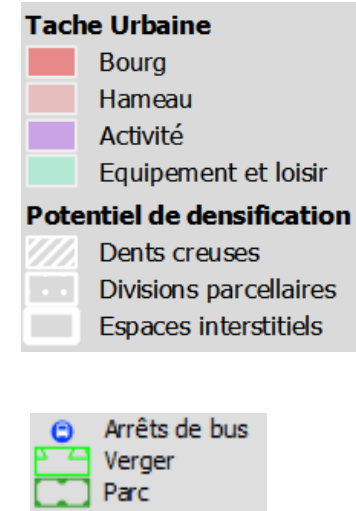 Tache Urbaine
Bourg
Hameau
Activité
Equipement et loisir
Potentiel de densification
Dents creuses
Divisions parcellaires
Espaces interstitiels
Arrêts de bus
Verger
Parc